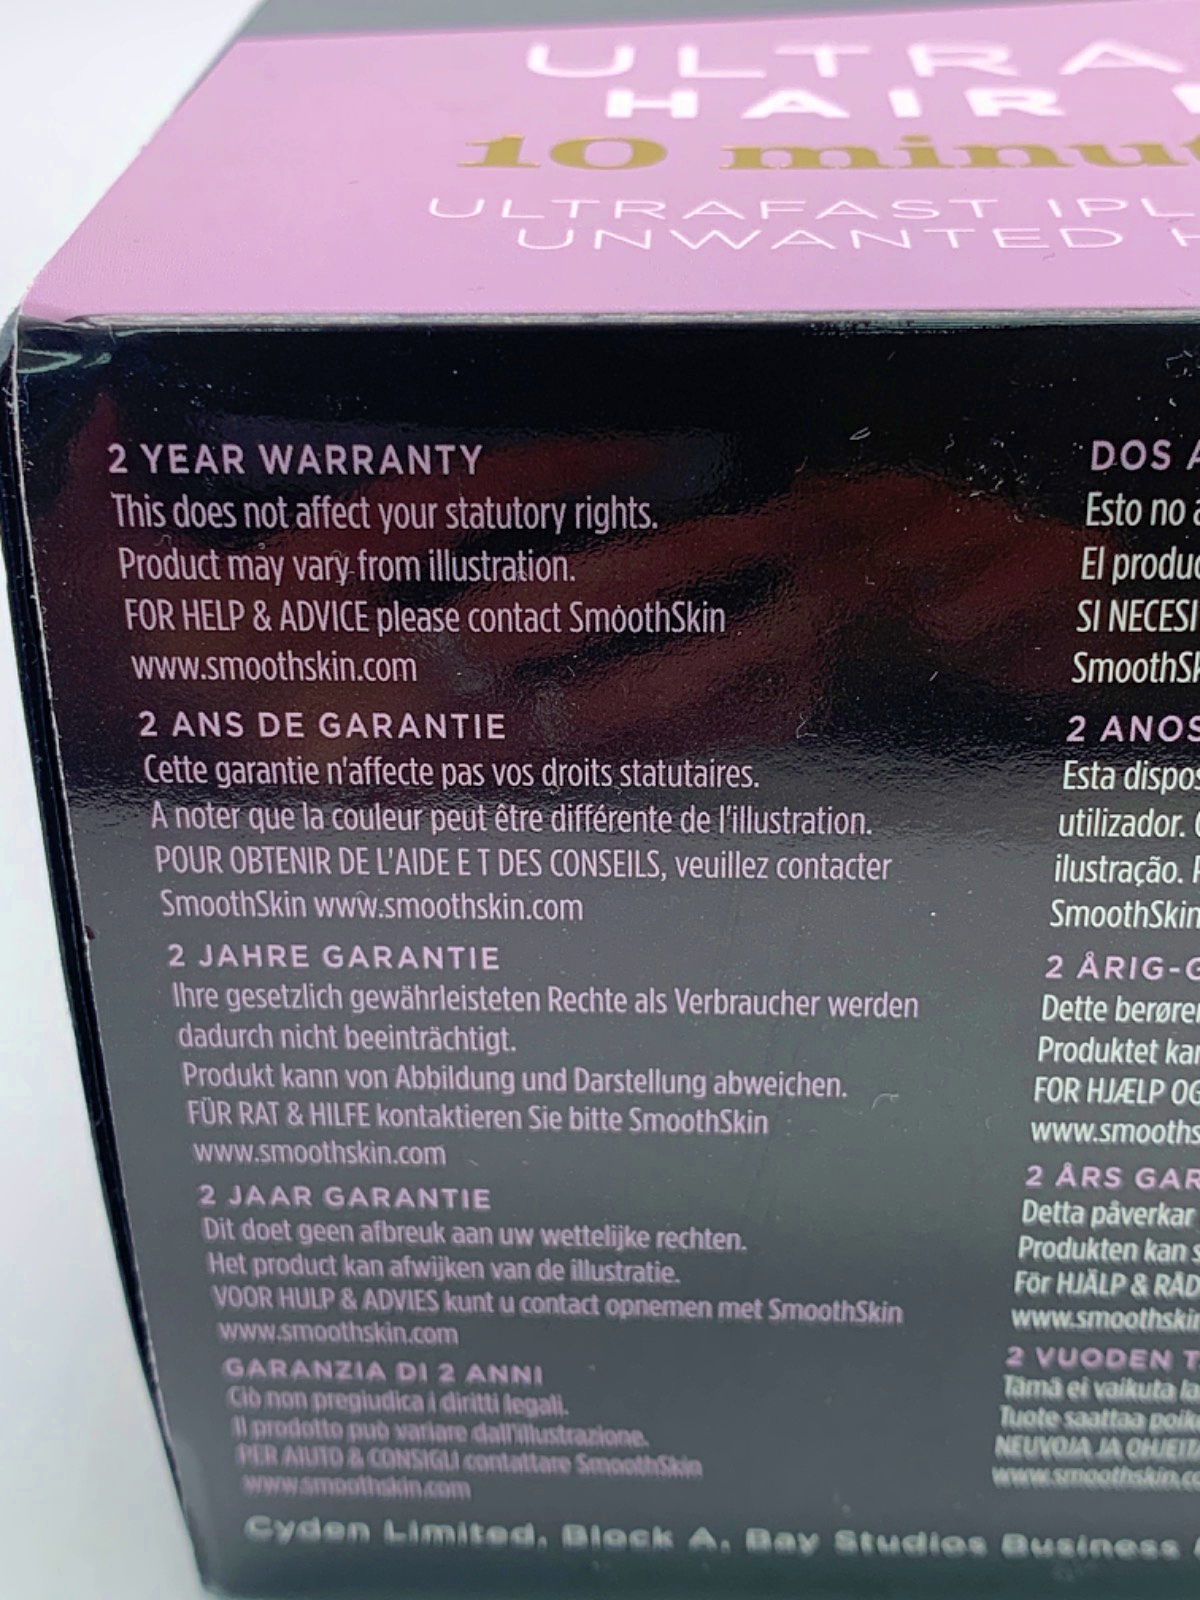 ULTRA
HAIR
10 minut
ULTRAFAST IPL
UNWANTED H
2 YEAR WARRANTY
This does not affect your statutory rights.
Product may vary from illustration.
FOR HELP & ADVICE please contact SmoothSkin
www.smoothskin.com
2 ANS DE GARANTIE
Cette garantie n'affecte pas vos droits statutaires.
A noter que la couleur peut être différente de l'illustration.
POUR OBTENIR DE L'AIDE E T DES CONSEILS, veuillez contacter
SmoothSkin www.smoothskin.com
2 JAHRE GARANTIE
Ihre gesetzlich gewährleisteten Rechte als Verbraucher werden
dadurch nicht beeinträchtigt.
Produkt kann von Abbildung und Darstellung abweichen.
FÜR RAT & HILFE kontaktieren Sie bitte SmoothSkin
www.smoothskin.com
2 JAAR GARANTIE
Dit doet geen afbreuk aan uw wettelijke rechten.
Het product kan afwijken van de illustratie.
VOOR HULP & ADVIES kunt u contact opnemen met SmoothSkin
www.smoothskin.com
GARANZIA DI 2 ANNI
Ciò non pregiudica i diritti legali.
Il prodotto può variare dall'illustrazione.
PER AIUTO & CONSIGLI contattare SmoothSkin
www.smoothskin.com
DOS A
Esto no a
El produc
SI NECESI
SmoothSk
2 ANOS
Esta dispos
utilizador.
ilustração.
SmoothSkin
2 ÅRIG-G
Dette berører
Produktet kan
FOR HJÆLP OG
www.smooths
2 ÅRS GAR
Detta påverkar
Produkten kan s
För HJÄLP & RÅD
www.smoothskin
2 VUODEN T
Tämä ei vaikuta la
Tuote saattaa poik
NEUVOJA JA OHJEITA
www.smoothskin.co
Cyden Limited, Block A, Bay Studios Business